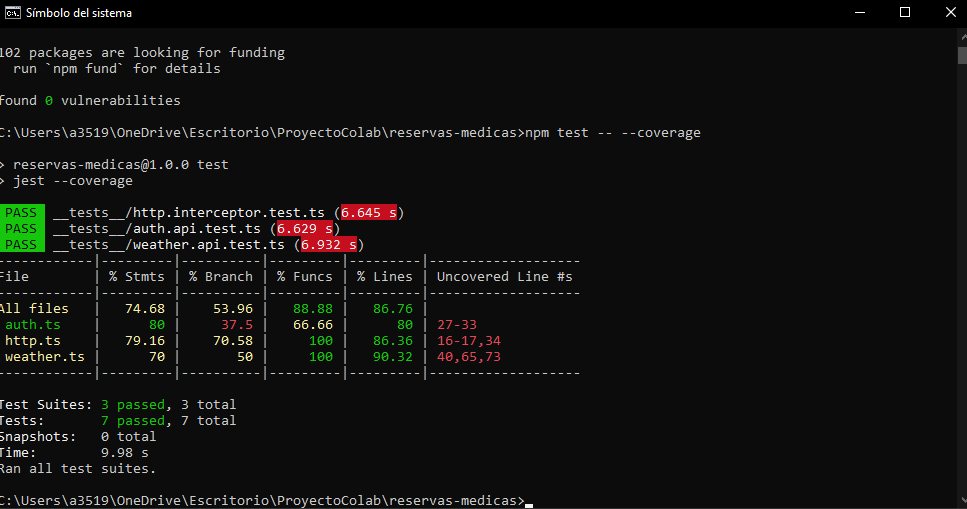 Símbolo del sistema
102 packages are looking for funding
  run `npm fund` for details
found 0 vulnerabilities
C:\Users\a3519\OneDrive\Escritorio\ProyectoColab\reservas-medicas>npm test -- --coverage
> reservas-medicas@1.0.0 test
> jest --coverage
PASS __tests__/http.interceptor.test.ts (6.645 s)
PASS __tests__/auth.api.test.ts (6.629 s)
PASS __tests__/weather.api.test.ts (6.932 s)
-----------|---------|----------|---------|---------|-------------------
File | % Stmts | % Branch | % Funcs | % Lines | Uncovered Line #s
-----------|---------|----------|---------|---------|-------------------
All files | 74.68 | 53.96 | 88.88 | 86.76 |
auth.ts | 80 | 37.5 | 66.66 | 80 | 27-33
http.ts | 79.16 | 70.58 | 100 | 86.36 | 16-17,34
weather.ts | 70 | 50 | 100 | 90.32 | 40,65,73
-----------|---------|----------|---------|---------|-------------------
Test Suites: 3 passed, 3 total
Tests: 7 passed, 7 total
Snapshots: 0 total
Time: 9.98 s
Ran all test suites.
C:\Users\a3519\OneDrive\Escritorio\ProyectoColab\reservas-medicas>